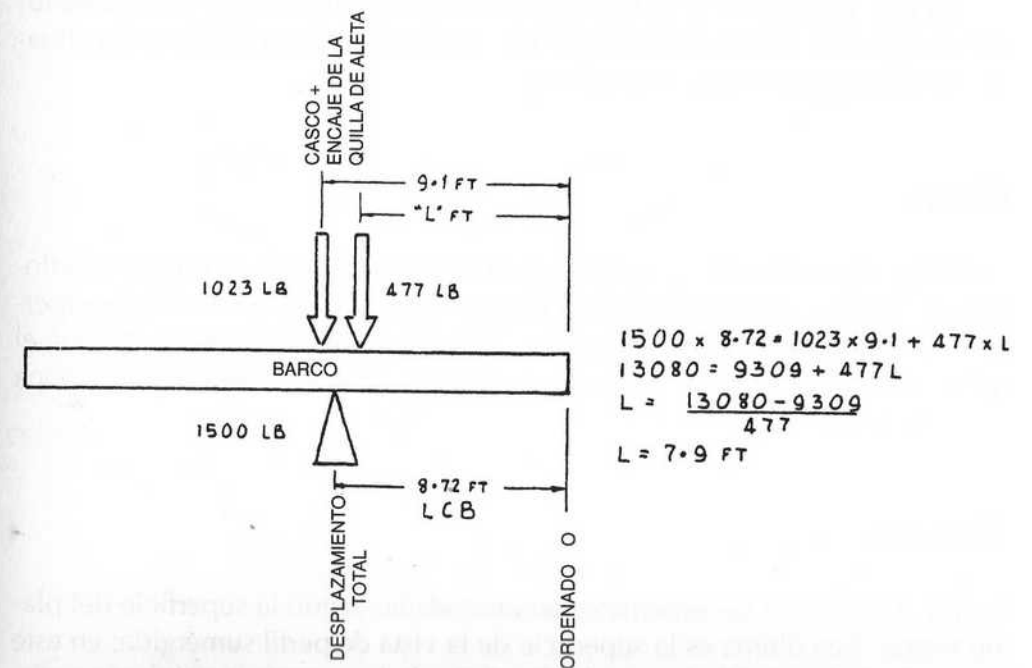 CASCO +
ENCAJE DE LA
QUILLA DE ALETA
9.1 FT
"L" FT
1023 LB
477 LB
BARCO
1500 LB
8.72 FT
LCB
DESPLAZAMIENTO
TOTAL
ORDENADO O
1500 x 8.72 = 1023 x 9.1 + 477 x L
13080 = 9309 + 477L
L = 13080 - 9309
477
L = 7.9 FT